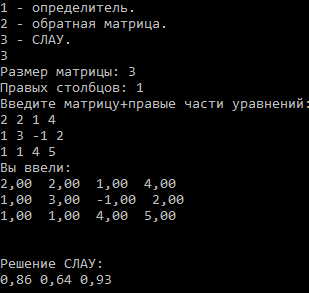 1 - определитель.
2 - обратная матрица.
3 - СЛАУ.
3
Размер матрицы: 3
Правых столбцов: 1
Введите матрицу+правые части уравнений:
2 2 1 4
1 3 -1 2
1 1 4 5
Вы ввели:
2,00  2,00  1,00  4,00
1,00  3,00  -1,00  2,00
1,00  1,00  4,00  5,00
Решение СЛАУ:
0,86 0,64 0,93